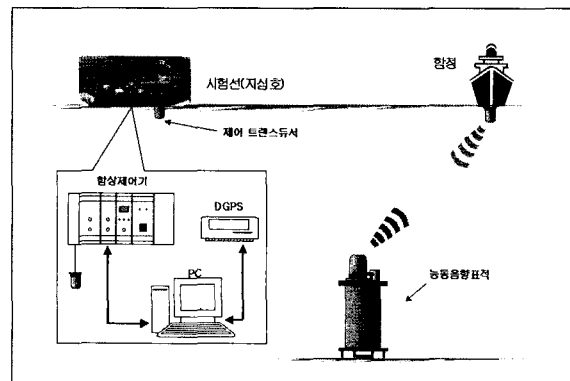 함정
시험선(지심호)
제어 트랜스듀서
함상제어기
DGPS
PC
능동음향표적